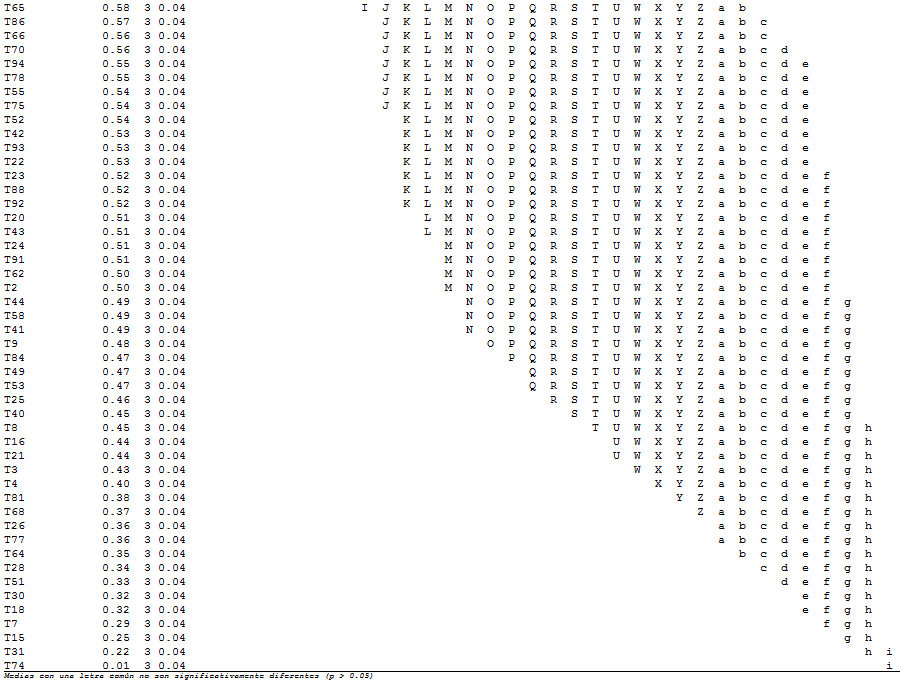 T65 0.58 3 0.04 I J K L M N O P Q R S T U W X Y Z a b
T86 0.57 3 0.04 J K L M N O P Q R S T U W X Y Z a b c
T66 0.56 3 0.04 J K L M N O P Q R S T U W X Y Z a b c
T70 0.56 3 0.04 J K L M N O P Q R S T U W X Y Z a b c d
T94 0.55 3 0.04 J K L M N O P Q R S T U W X Y Z a b c d e
T78 0.55 3 0.04 J K L M N O P Q R S T U W X Y Z a b c d e
T55 0.54 3 0.04 J K L M N O P Q R S T U W X Y Z a b c d e
T75 0.54 3 0.04 J K L M N O P Q R S T U W X Y Z a b c d e
T52 0.54 3 0.04 K L M N O P Q R S T U W X Y Z a b c d e
T42 0.53 3 0.04 K L M N O P Q R S T U W X Y Z a b c d e
T93 0.53 3 0.04 K L M N O P Q R S T U W X Y Z a b c d e
T22 0.53 3 0.04 K L M N O P Q R S T U W X Y Z a b c d e
T23 0.52 3 0.04 K L M N O P Q R S T U W X Y Z a b c d e f
T88 0.52 3 0.04 K L M N O P Q R S T U W X Y Z a b c d e f
T92 0.52 3 0.04 K L M N O P Q R S T U W X Y Z a b c d e f
T20 0.51 3 0.04 L M N O P Q R S T U W X Y Z a b c d e f
T43 0.51 3 0.04 L M N O P Q R S T U W X Y Z a b c d e f
T24 0.51 3 0.04 M N O P Q R S T U W X Y Z a b c d e f
T91 0.51 3 0.04 M N O P Q R S T U W X Y Z a b c d e f
T62 0.50 3 0.04 M N O P Q R S T U W X Y Z a b c d e f
T2 0.50 3 0.04 M N O P Q R S T U W X Y Z a b c d e f
T44 0.49 3 0.04 N O P Q R S T U W X Y Z a b c d e f g
T58 0.49 3 0.04 N O P Q R S T U W X Y Z a b c d e f g
T41 0.49 3 0.04 N O P Q R S T U W X Y Z a b c d e f g
T9 0.48 3 0.04 O P Q R S T U W X Y Z a b c d e f g
T84 0.47 3 0.04 P Q R S T U W X Y Z a b c d e f g
T49 0.47 3 0.04 Q R S T U W X Y Z a b c d e f g
T53 0.47 3 0.04 Q R S T U W X Y Z a b c d e f g
T25 0.46 3 0.04 R S T U W X Y Z a b c d e f g
T40 0.45 3 0.04 S T U W X Y Z a b c d e f g
T8 0.45 3 0.04 T U W X Y Z a b c d e f g h
T16 0.44 3 0.04 U W X Y Z a b c d e f g h
T21 0.44 3 0.04 U W X Y Z a b c d e f g h
T3 0.43 3 0.04 W X Y Z a b c d e f g h
T4 0.40 3 0.04 X Y Z a b c d e f g h
T81 0.38 3 0.04 Y Z a b c d e f g h
T68 0.37 3 0.04 Z a b c d e f g h
T26 0.36 3 0.04 a b c d e f g h
T77 0.36 3 0.04 a b c d e f g h
T64 0.35 3 0.04 b c d e f g h
T28 0.34 3 0.04 c d e f g h
T51 0.33 3 0.04 d e f g h
T30 0.32 3 0.04 e f g h
T18 0.32 3 0.04 e f g h
T7 0.29 3 0.04 f g h
T15 0.25 3 0.04 g h
T31 0.22 3 0.04 h i
T74 0.01 3 0.04 i
Medias con una letra común no son significativamente diferentes (p > 0.05)